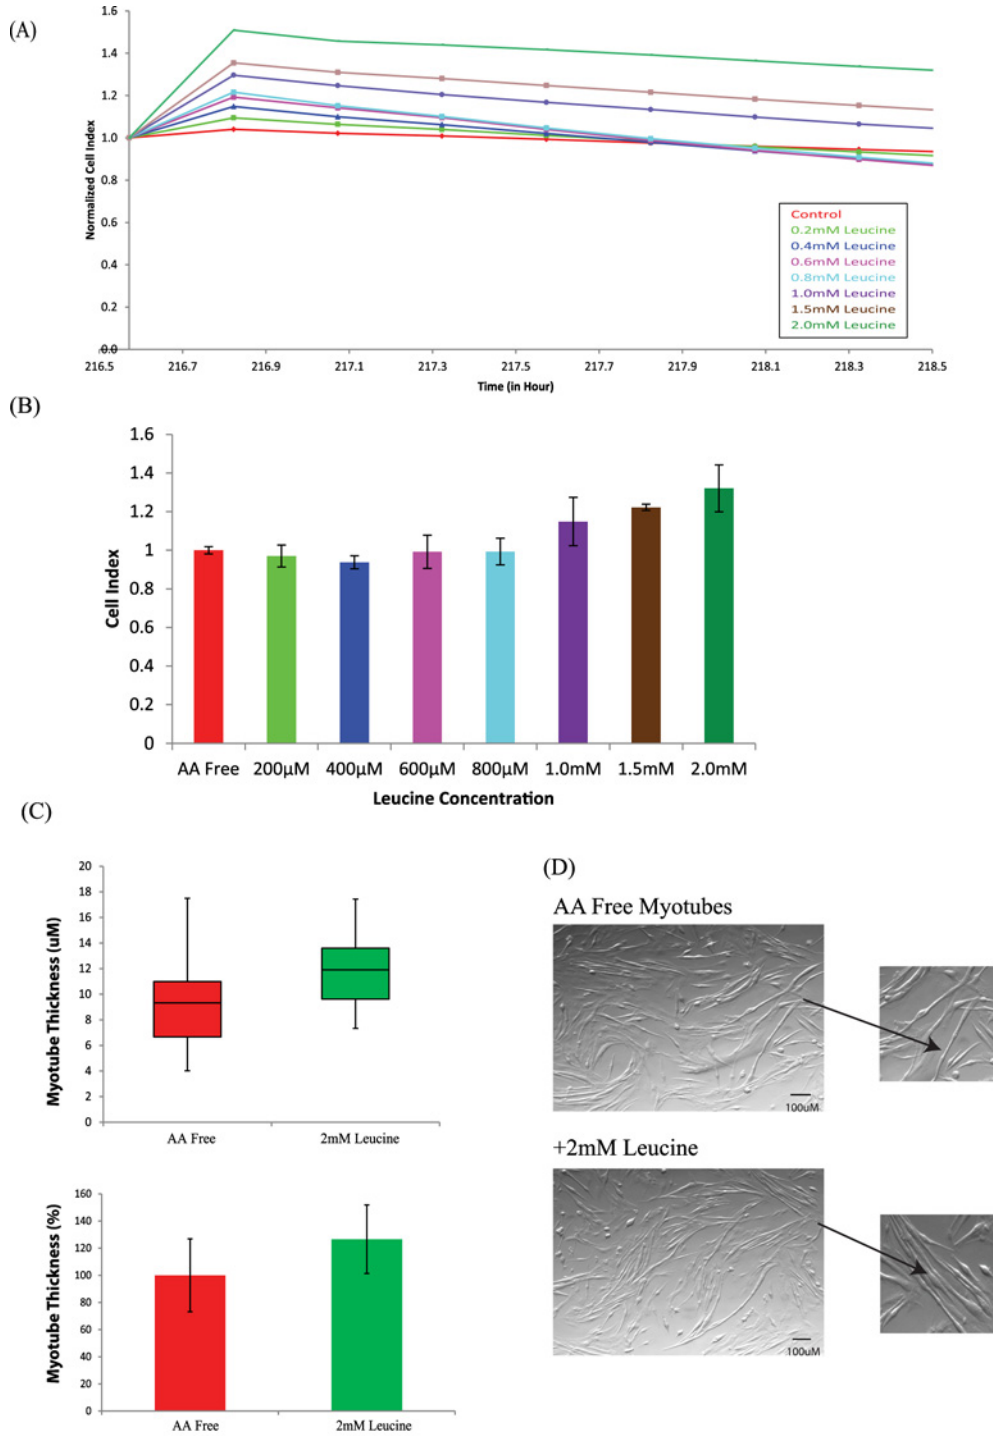 (A)
1.6
1.4
1.2
1.0
0.8
0.6
0.4
0.2
0.0
Normalized Cell Index
Control
0.2mM Leucine
0.4mM Leucine
0.6mM Leucine
0.8mM Leucine
1.0mM Leucine
1.5mM Leucine
2.0mM Leucine
216.5 216.7 216.9 217.1 217.3 217.5 217.7 217.9 218.1 218.3 218.5
Time (in Hour)
(B)
1.6
1.4
1.2
1
0.8
0.6
0.4
0.2
0
Cell Index
AA Free 200µM 400µM 600µM 800µM 1.0mM 1.5mM 2.0mM
Leucine Concentration
(C)
20
18
16
14
12
10
8
6
4
2
0
Myotube Thickness (uM)
AA Free 2mM Leucine
160
140
120
100
80
60
40
20
0
Myotube Thickness (%)
AA Free 2mM Leucine
(D)
AA Free Myotubes
100uM
+2mM Leucine
100uM